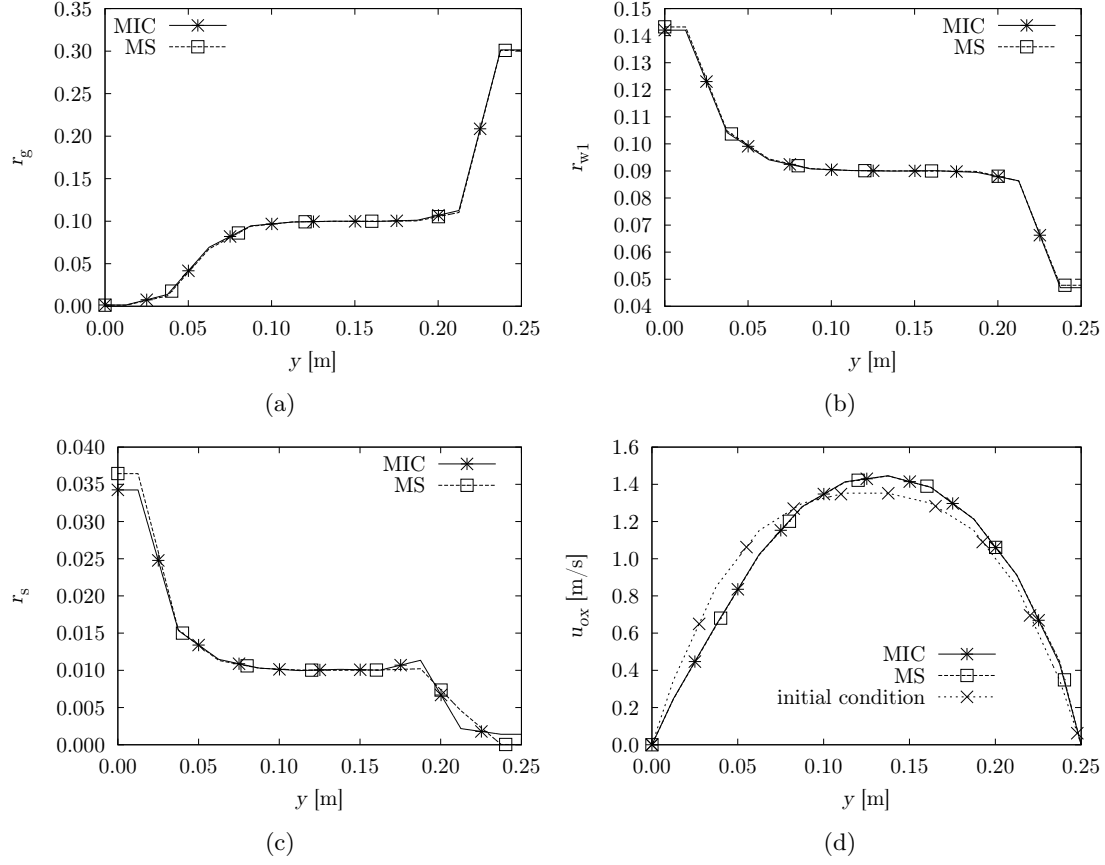 MIC
MS
0.35
0.30
0.25
0.20
0.15
0.10
0.05
0.00
0.00 0.05 0.10 0.15 0.20 0.25
r_g
y [m]
(a)
MIC
MS
0.15
0.14
0.13
0.12
0.11
0.10
0.09
0.08
0.07
0.06
0.05
0.04
0.00 0.05 0.10 0.15 0.20 0.25
r_w1
y [m]
(b)
MIC
MS
0.040
0.035
0.030
0.025
0.020
0.015
0.010
0.005
0.000
0.00 0.05 0.10 0.15 0.20 0.25
r_s
y [m]
(c)
1.6
1.4
1.2
1.0
0.8
0.6
0.4
0.2
0.0
0.00 0.05 0.10 0.15 0.20 0.25
u_ox [m/s]
MIC
MS
initial condition
y [m]
(d)